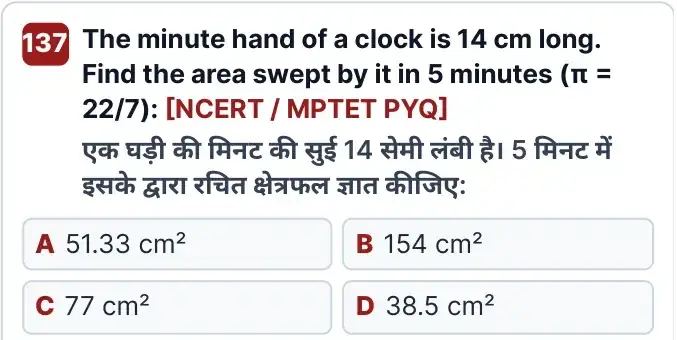 137 The minute hand of a clock is 14 cm long.
Find the area swept by it in 5 minutes (π =
22/7): [NCERT / MPTET PYQ]
एक घड़ी की मिनट की सुई 14 सेमी लंबी है। 5 मिनट में
इसके द्वारा रचित क्षेत्रफल ज्ञात कीजिए:
A 51.33 cm²
B 154 cm²
C 77 cm²
D 38.5 cm²